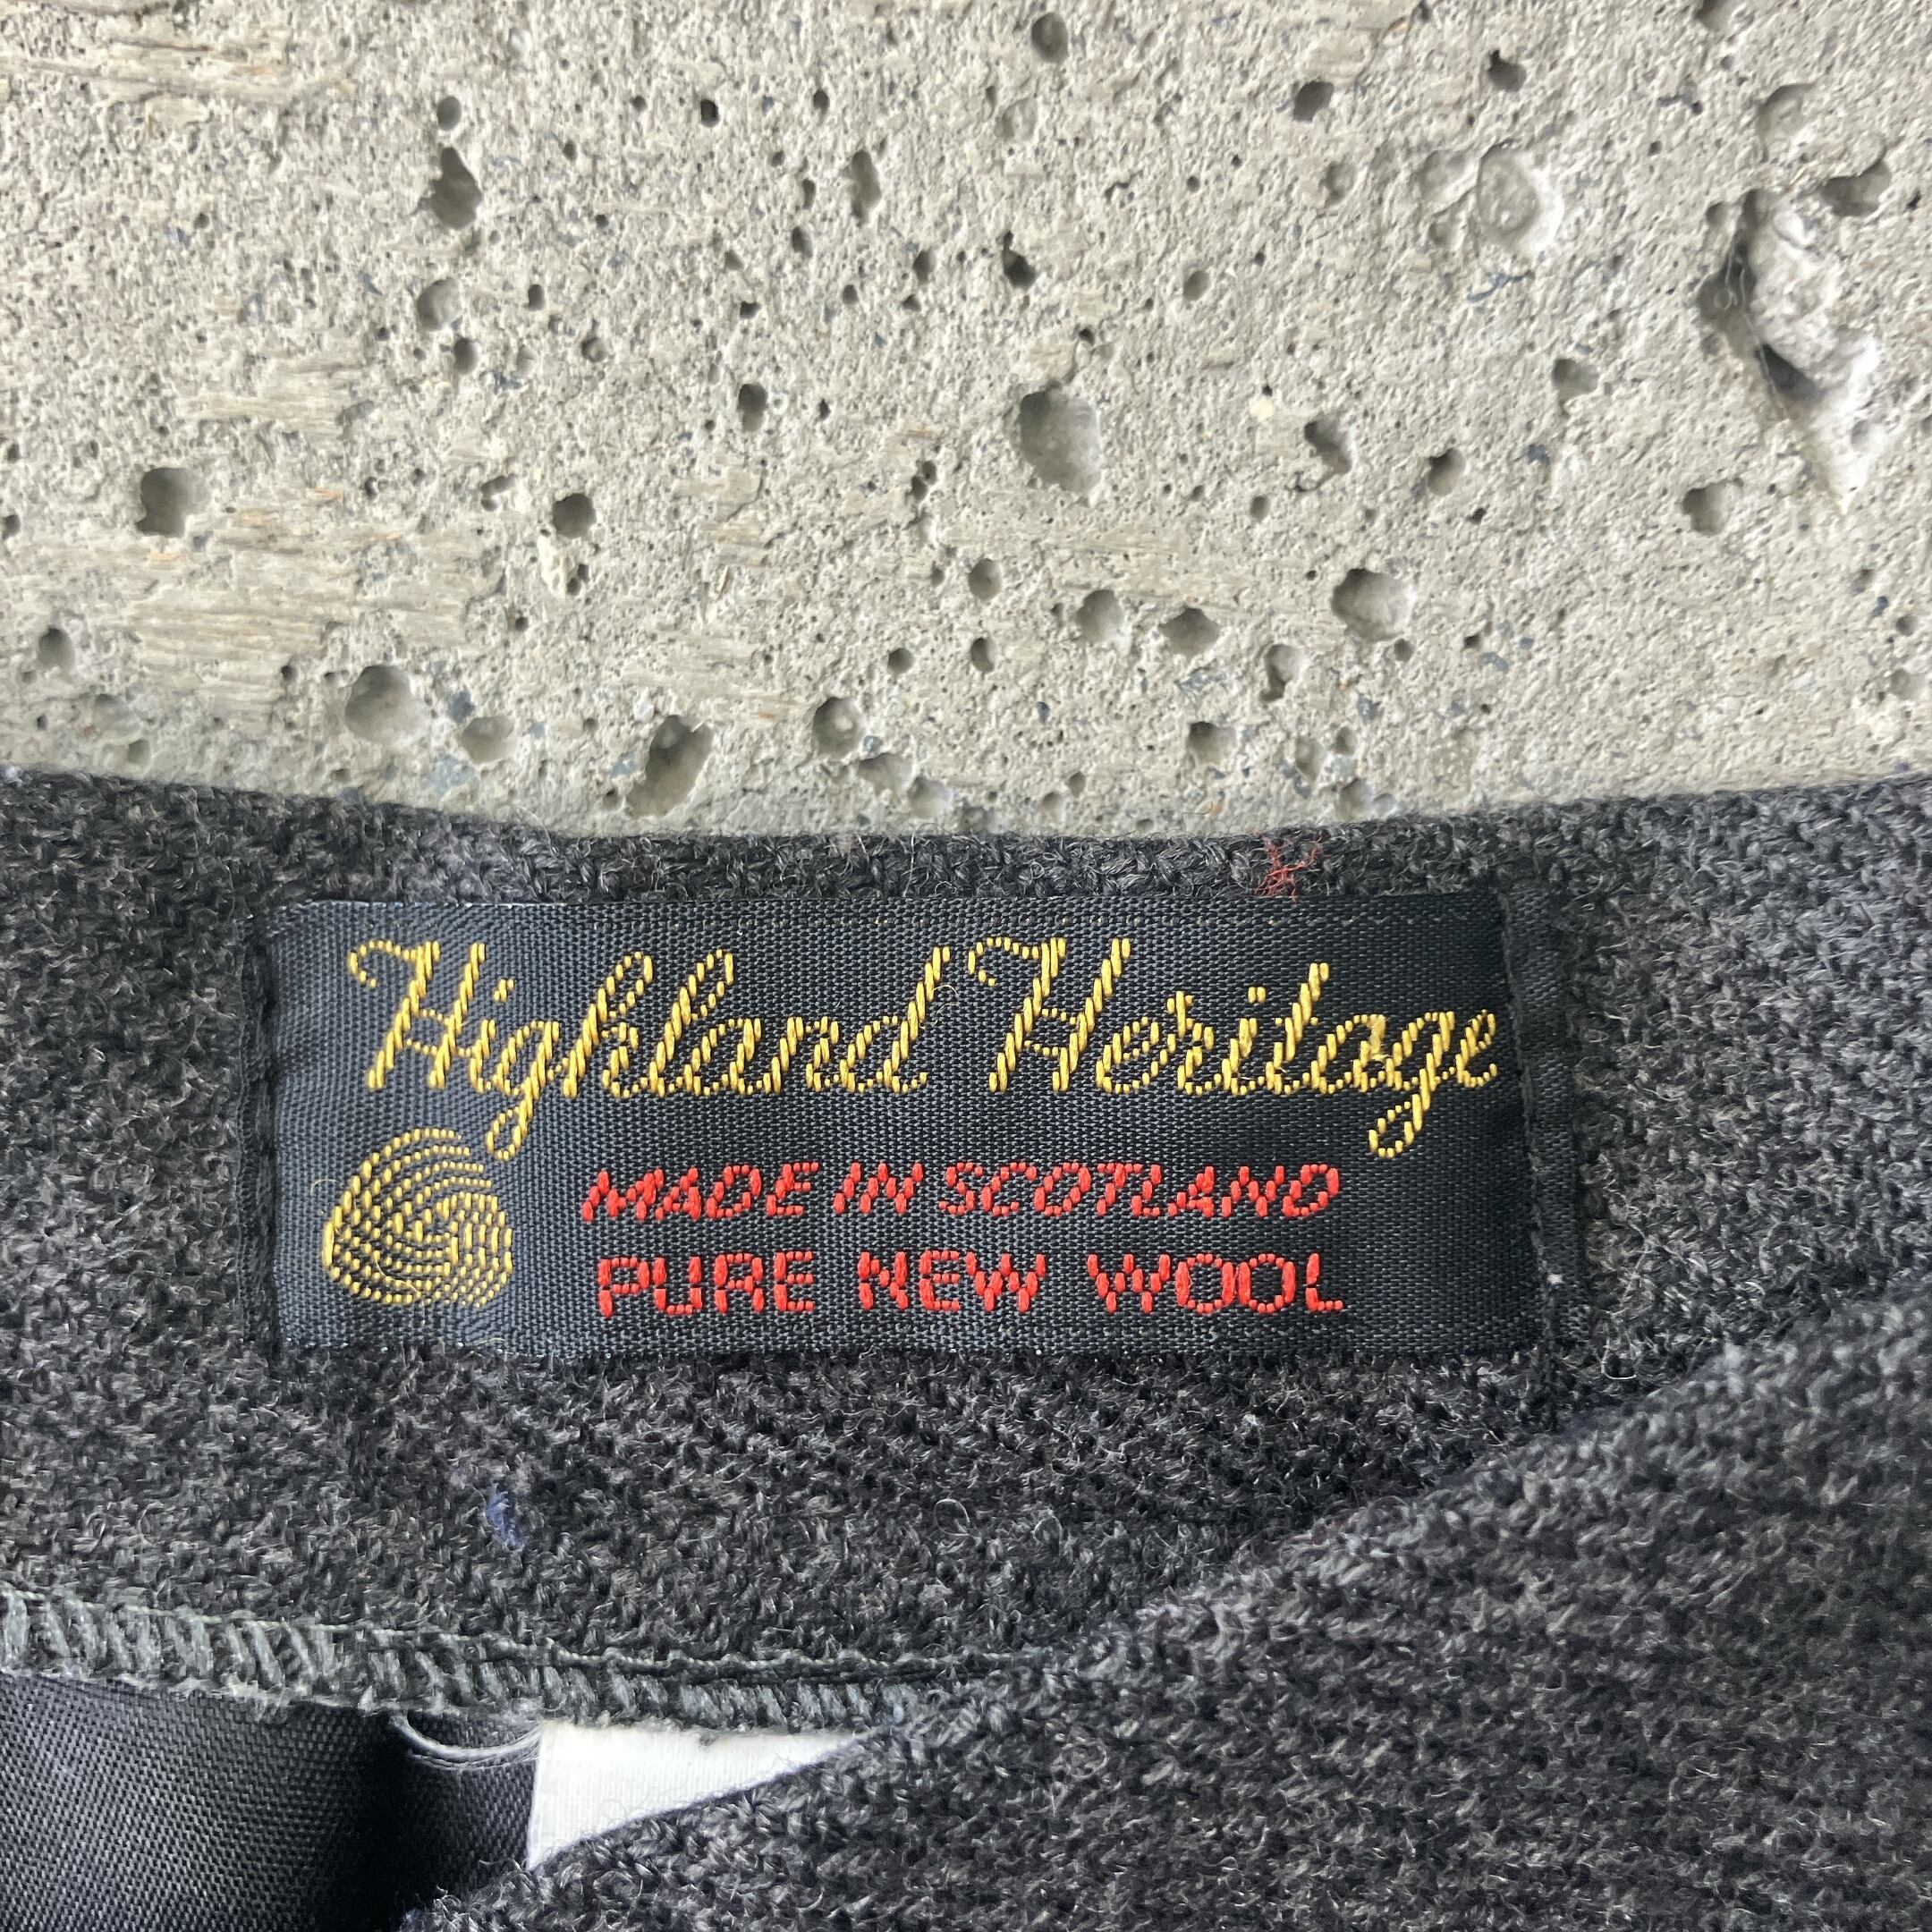 Highland Heritage
MADE IN SCOTLAND
PURE NEW WOOL